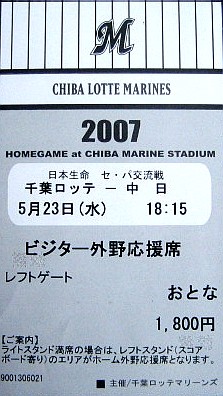 M
CHIBA LOTTE MARINES
2007
HOMEGAME at CHIBA MARINE STADIUM
日本生命 セ・パ交流戦
千葉ロッテ － 中 日
5月23日(水) 18:15
ビジター外野応援席
レフトゲート
おとな
1,800円
【ご案内】
ライトスタンド満席の場合は、レフトスタンド(スコア
ボード寄り)のエリアがホーム外野応援席となります。
9001306021
■ 主催/千葉ロッテマリーンズ